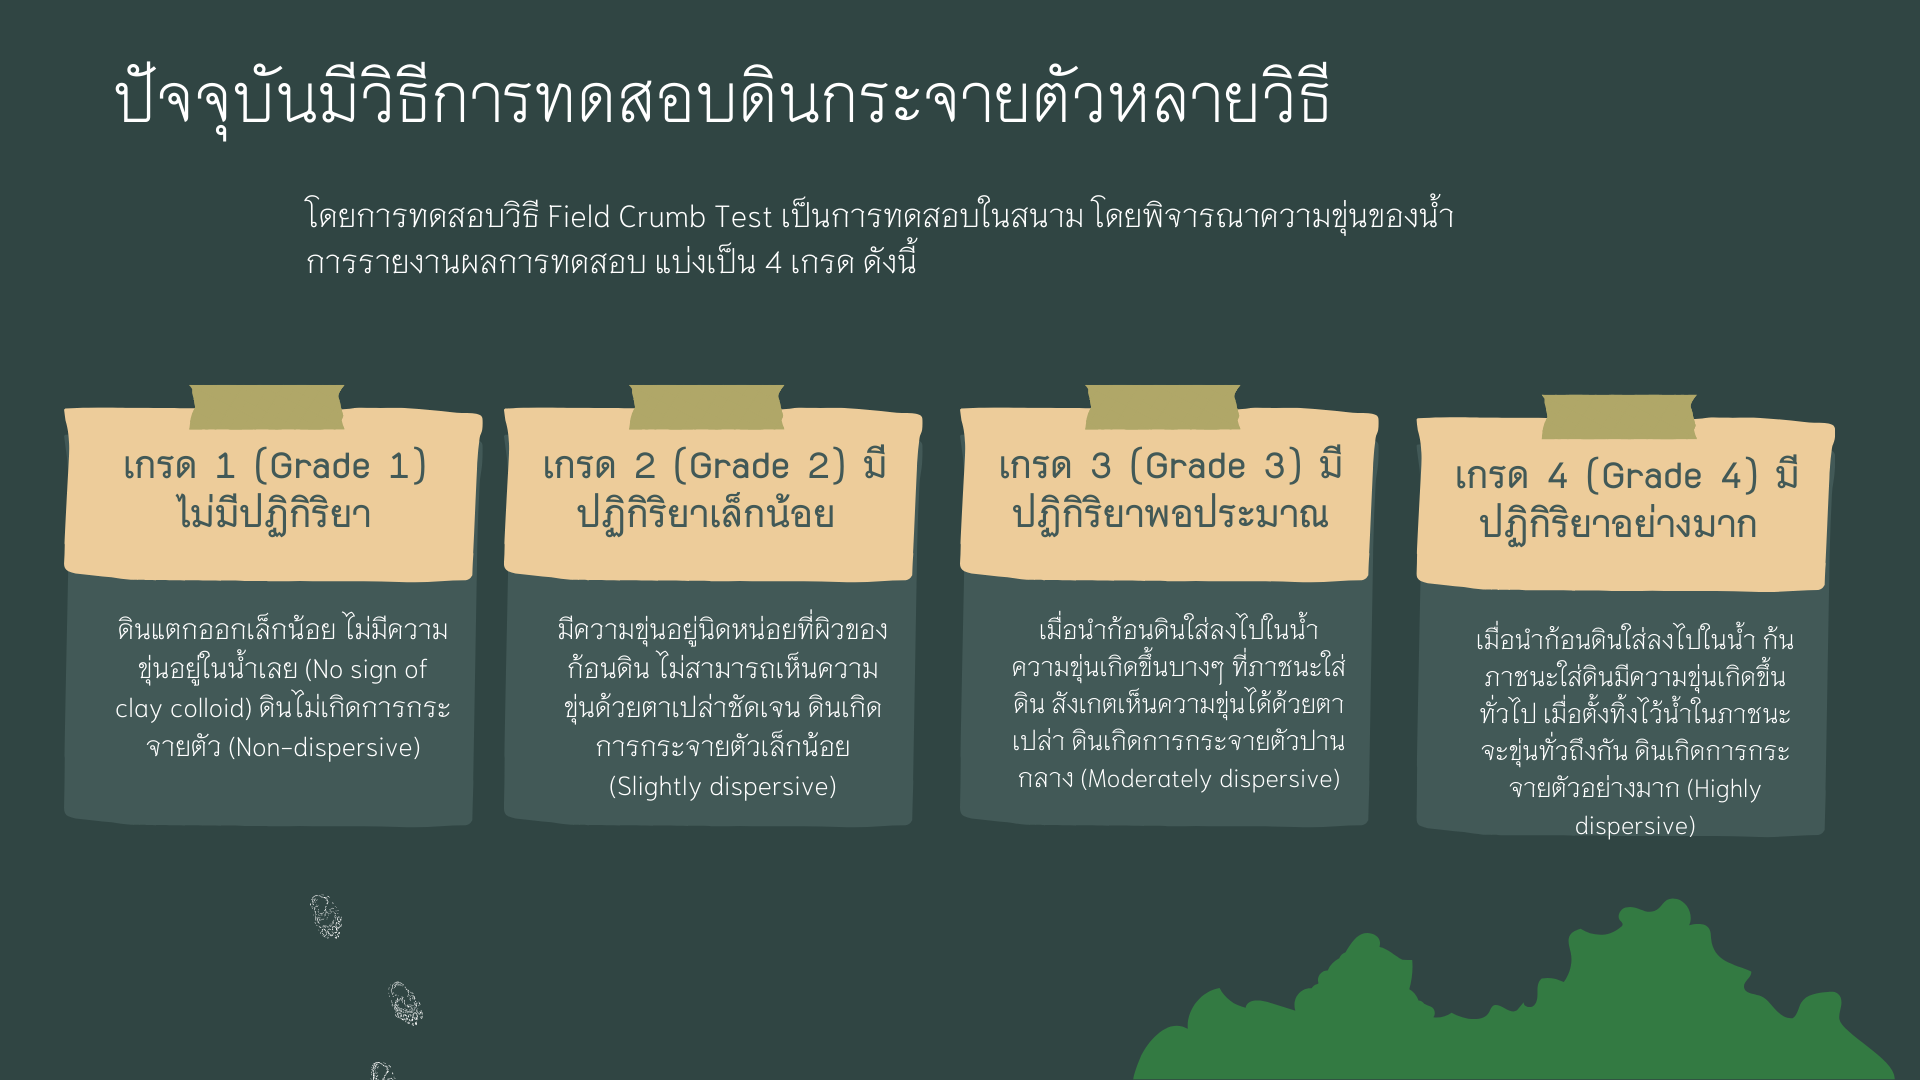 ปัจจุบันมีวิธีการทดสอบดินกระจายตัวหลายวิธี
โดยการทดสอบวิธี Field Crumb Test เป็นการทดสอบในสนาม โดยพิจารณาความขุ่นของน้ำ
การรายงานผลการทดสอบ แบ่งเป็น 4 เกรด ดังนี้
เกรด 1 (Grade 1)
ไม่มีปฏิกิริยา
ดินแตกออกเล็กน้อย ไม่มีความ
ขุ่นอยู่ในน้ำเลย (No sign of
clay colloid) ดินไม่เกิดการกระ
จายตัว (Non-dispersive)
เกรด 2 (Grade 2) มี
ปฏิกิริยาเล็กน้อย
มีความขุ่นอยู่นิดหน่อยที่ผิวของ
ก้อนดิน ไม่สามารถเห็นความ
ขุ่นด้วยตาเปล่าชัดเจน ดินเกิด
การกระจายตัวเล็กน้อย
(Slightly dispersive)
เกรด 3 (Grade 3) มี
ปฏิกิริยาพอประมาณ
เมื่อนำก้อนดินใส่ลงไปในน้ำ
ความขุ่นเกิดขึ้นบางๆ ที่ภาชนะใส่
ดิน สังเกตเห็นความขุ่นได้ด้วยตา
เปล่า ดินเกิดการกระจายตัวปาน
กลาง (Moderately dispersive)
เกรด 4 (Grade 4) มี
ปฏิกิริยาอย่างมาก
เมื่อนำก้อนดินใส่ลงไปในน้ำ ก้น
ภาชนะใส่ดินมีความขุ่นเกิดขึ้น
ทั่วไป เมื่อตั้งทิ้งไว้น้ำในภาชนะ
จะขุ่นทั่วถึงกัน ดินเกิดการกระ
จายตัวอย่างมาก (Highly
dispersive)